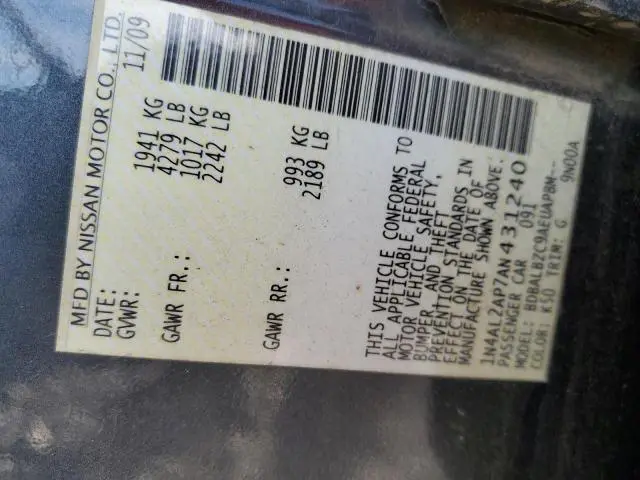 MFD BY NISSAN MOTOR CO., LTD.
DATE: 11/09
GVWR: 1941 KG
4279 LB
GAWR FR.: 1017 KG
2242 LB
GAWR RR.: 993 KG
2189 LB
THIS VEHICLE CONFORMS TO
ALL APPLICABLE FEDERAL
MOTOR VEHICLE SAFETY,
BUMPER, AND THEFT
PREVENTION STANDARDS IN
EFFECT ON THE DATE OF
MANUFACTURE SHOWN ABOVE.
1N4AL2AP7AN431240
PASSENGER CAR 091
MODEL: BDBALBZC9AEUAPBM---
COLOR: K50 TRIM: G 9N00A